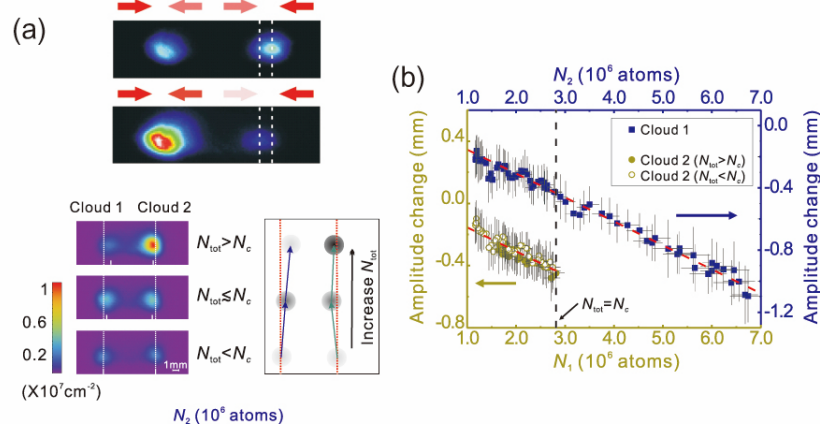 (a)
Cloud 1 Cloud 2
N_tot>N_c
N_tot≲N_c
N_tot<N_c
1mm
1
0.6
0.2
(X10⁷cm⁻²)
Increase N_tot
N₂ (10⁶ atoms)
(b)
N₂ (10⁶ atoms)
1.0 2.0 3.0 4.0 5.0 6.0 7.0
Amplitude change (mm)
0.4
0.0
-0.4
-0.8
Cloud 1
Cloud 2 (N_tot>N_c)
Cloud 2 (N_tot<N_c)
N_tot=N_c
0.1
-0.4
-0.6
-0.9
-1.2
Amplitude change (mm)
1.0 2.0 3.0 4.0 5.0 6.0 7.0
N₁ (10⁶ atoms)